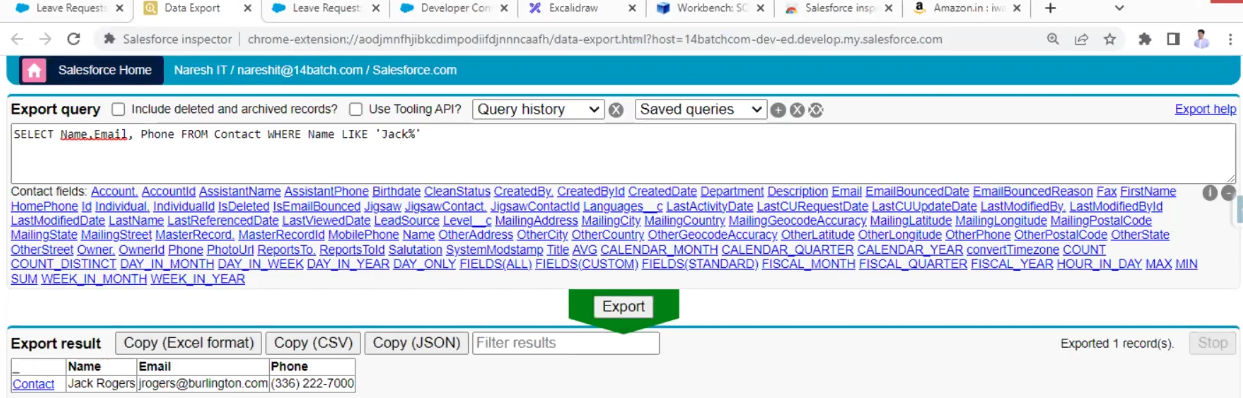 Leave Requests
Data Export
Leave Request:
Developer Con
Excalidraw
Workbench: SC
Salesforce insp
Amazon.in : iwa
Salesforce inspector | chrome-extension://aodjmnfhjiibkcdimpodiifdjnnncaafh/data-export.html?host=14batchcom-dev-ed.develop.my.salesforce.com
Salesforce Home Naresh IT / nareshit@14batch.com / Salesforce.com
Export query Include deleted and archived records? Use Tooling API? Query history X Saved queries + X Export help
SELECT Name,Email, Phone FROM Contact WHERE Name LIKE 'Jack%'
Contact fields: Account. AccountId AssistantName AssistantPhone Birthdate CleanStatus CreatedBy. CreatedById CreatedDate Department Description Email EmailBouncedDate EmailBouncedReason Fax FirstName
HomePhone Id Individual. IndividualId IsDeleted IsEmailBounced Jigsaw JigsawContact. JigsawContactId Languages__c LastActivityDate LastCURequestDate LastCUUpdateDate LastModifiedBy. LastModifiedById
LastModifiedDate LastName LastReferencedDate LastViewedDate LeadSource Level__c MailingAddress MailingCity MailingCountry MailingGeocodeAccuracy MailingLatitude MailingLongitude MailingPostalCode
MailingState MailingStreet MasterRecord. MasterRecordId MobilePhone Name OtherAddress OtherCity OtherCountry OtherGeocodeAccuracy OtherLatitude OtherLongitude OtherPhone OtherPostalCode OtherState
OtherStreet Owner. OwnerId Phone PhotoUrl ReportsTo. ReportsToId Salutation SystemModstamp Title AVG CALENDAR_MONTH CALENDAR_QUARTER CALENDAR_YEAR convertTimezone COUNT
COUNT_DISTINCT DAY_IN_MONTH DAY_IN_WEEK DAY_IN_YEAR DAY_ONLY FIELDS(ALL) FIELDS(CUSTOM) FIELDS(STANDARD) FISCAL_MONTH FISCAL_QUARTER FISCAL_YEAR HOUR_IN_DAY MAX MIN
SUM WEEK_IN_MONTH WEEK_IN_YEAR
Export
Export result Copy (Excel format) Copy (CSV) Copy (JSON) Filter results Exported 1 record(s). Stop
_ Name Email Phone
Contact Jack Rogers jrogers@burlington.com (336) 222-7000